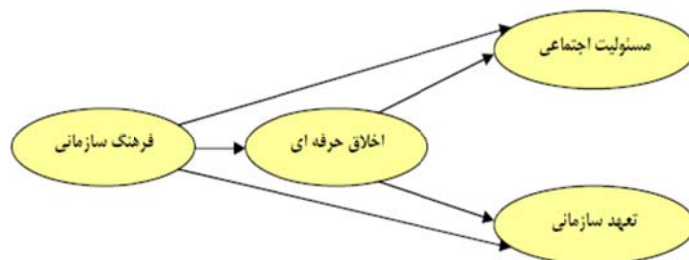 مسئولیت اجتماعی
فرهنگ سازمانی
اخلاق حرفه ای
تعهد سازمانی